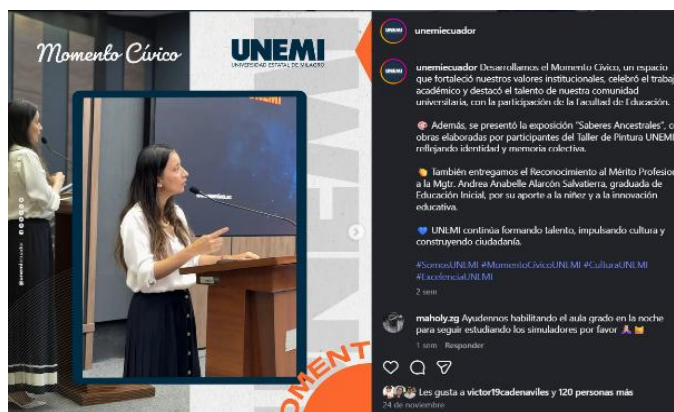 Momento Cívico
UNEMI
UNIVERSIDAD ESTATAL DE MILAGRO
@unemiecuador
MOMENT
unemiecuador
unemiecuador Desarrollamos el Momento Cívico, un espacio
que fortaleció nuestros valores institucionales, celebró el trabaj
académico y destacó el talento de nuestra comunidad
universitaria, con la participación de la Facultad de Educación.
🎯 Además, se presentó la exposición "Saberes Ancestrales", c
obras elaboradas por participantes del Taller de Pintura UNEMI
reflejando identidad y memoria colectiva.
👏 También entregamos el Reconocimiento al Mérito Profesion
a la Mgtr. Andrea Anabelle Alarcón Salvatierra, graduada de
Educación Inicial, por su aporte a la niñez y a la innovación
educativa.
💙 UNEMI continúa formando talento, impulsando cultura y
construyendo ciudadanía.
#SomosUNEMI #MomentoCívicoUNEMI #CulturaUNEMI
#ExcelenciaUNEMI
2 sem
maholy.zg Ayudennos habilitando el aula grado en la noche
para seguir estudiando los simuladores por favor
1 sem Responder
Les gusta a victor19cadenaviles y 120 personas más
24 de noviembre